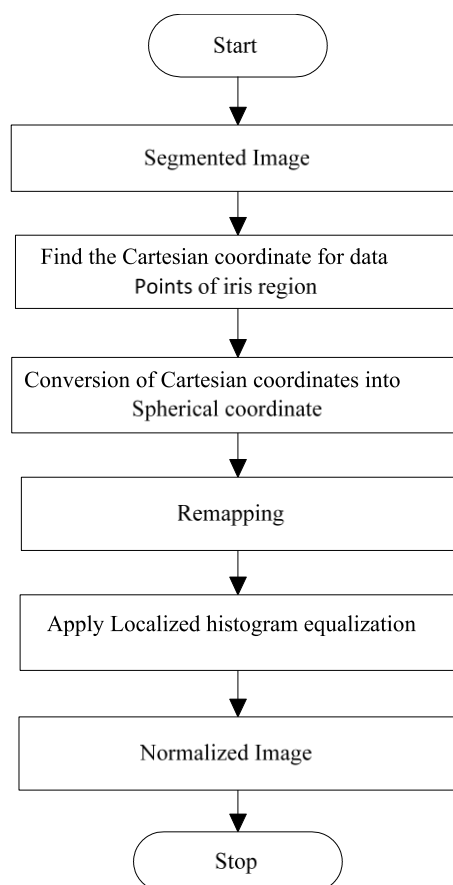 Start
Segmented Image
Find the Cartesian coordinate for data
Points of iris region
Conversion of Cartesian coordinates into
Spherical coordinate
Remapping
Apply Localized histogram equalization
Normalized Image
Stop